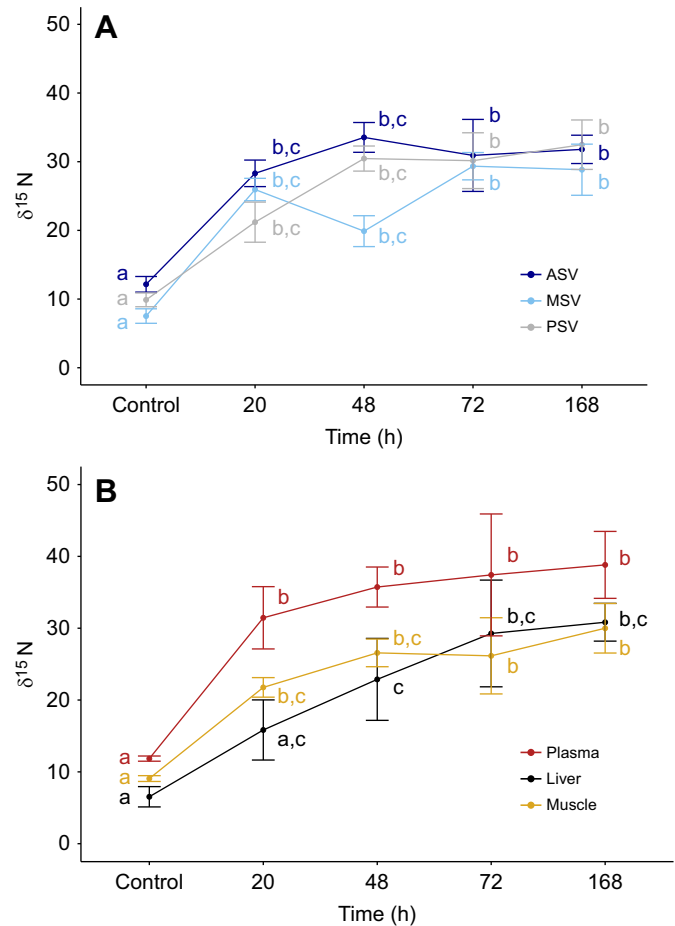 A
50
40
30
20
10
0
δ¹⁵ N
a
a
a
b,c
b,c
b,c
b,c
b,c
b,c
b
b
b
b
b
b
ASV
MSV
PSV
Control 20 48 72 168
Time (h)
B
50
40
30
20
10
0
δ¹⁵ N
a
a
a
b
b,c
a,c
b
b,c
c
b
b,c
b
b
b,c
b
Plasma
Liver
Muscle
Control 20 48 72 168
Time (h)